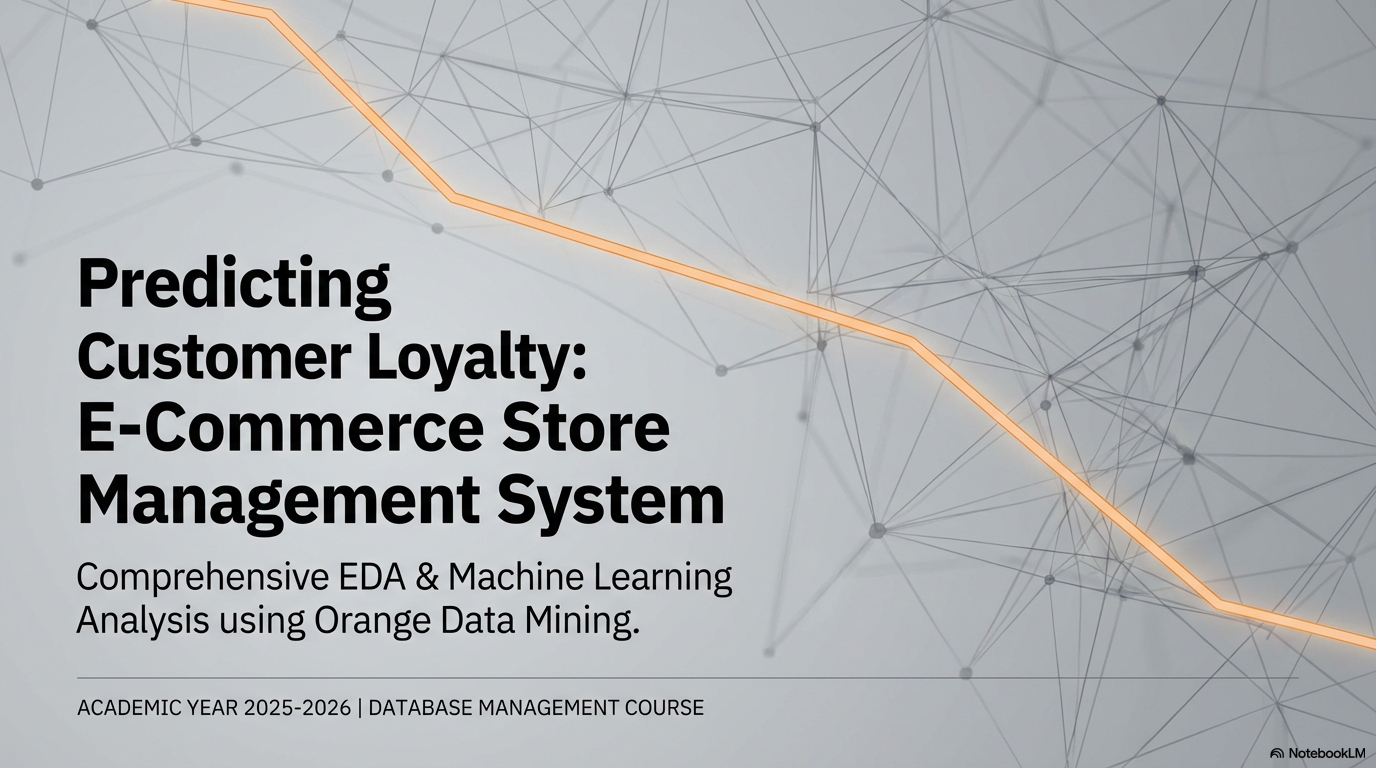 Predicting
Customer Loyalty:
E-Commerce Store
Management System
Comprehensive EDA & Machine Learning
Analysis using Orange Data Mining.
ACADEMIC YEAR 2025-2026 | DATABASE MANAGEMENT COURSE
NotebookLM